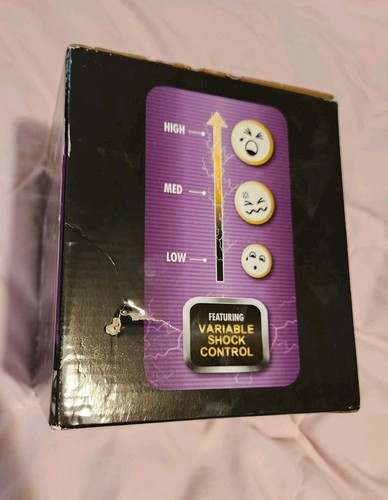 HIGH
MED
LOW
FEATURING
VARIABLE
SHOCK
CONTROL